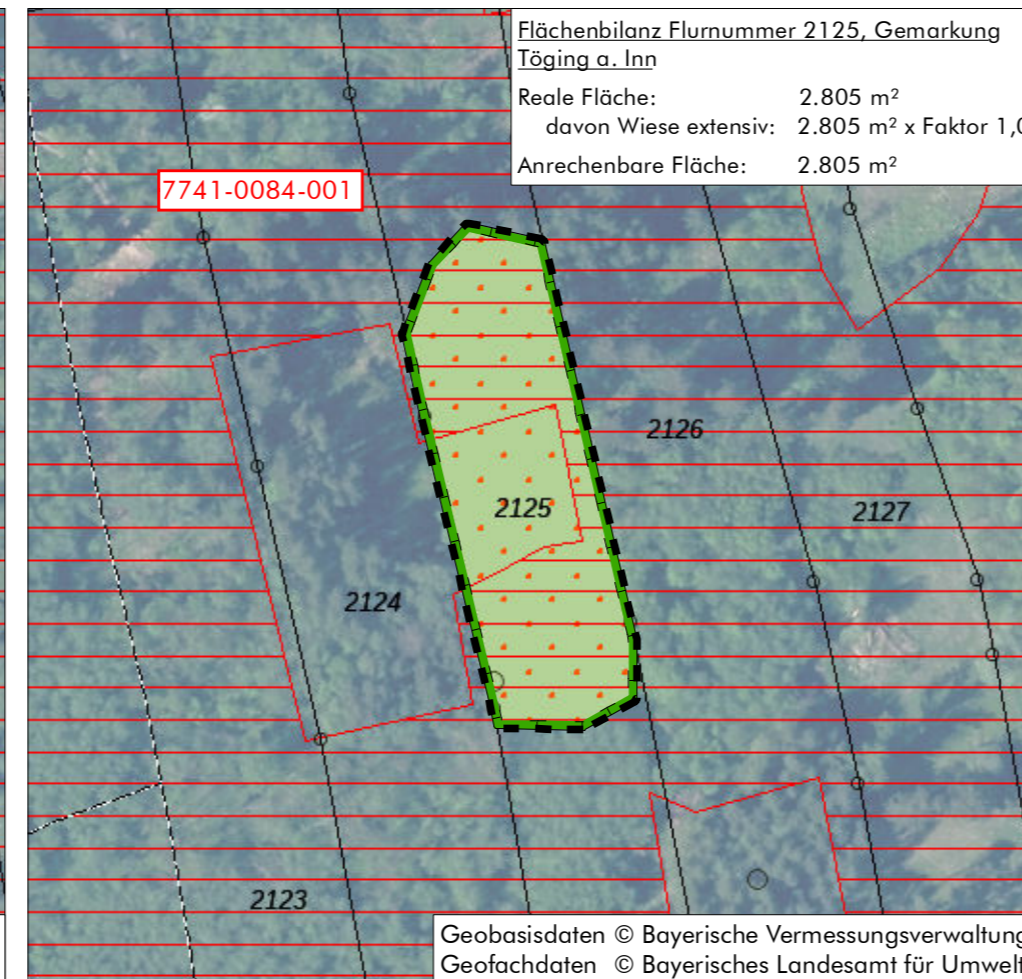 Flächenbilanz Flurnummer 2125, Gemarkung
Töging a. Inn
Reale Fläche: 2.805 m²
davon Wiese extensiv: 2.805 m² x Faktor 1,0
Anrechenbare Fläche: 2.805 m²
7741-0084-001
2126
2125
2127
2124
2123
Geobasisdaten © Bayerische Vermessungsverwaltung
Geofachdaten © Bayerisches Landesamt für Umwelt